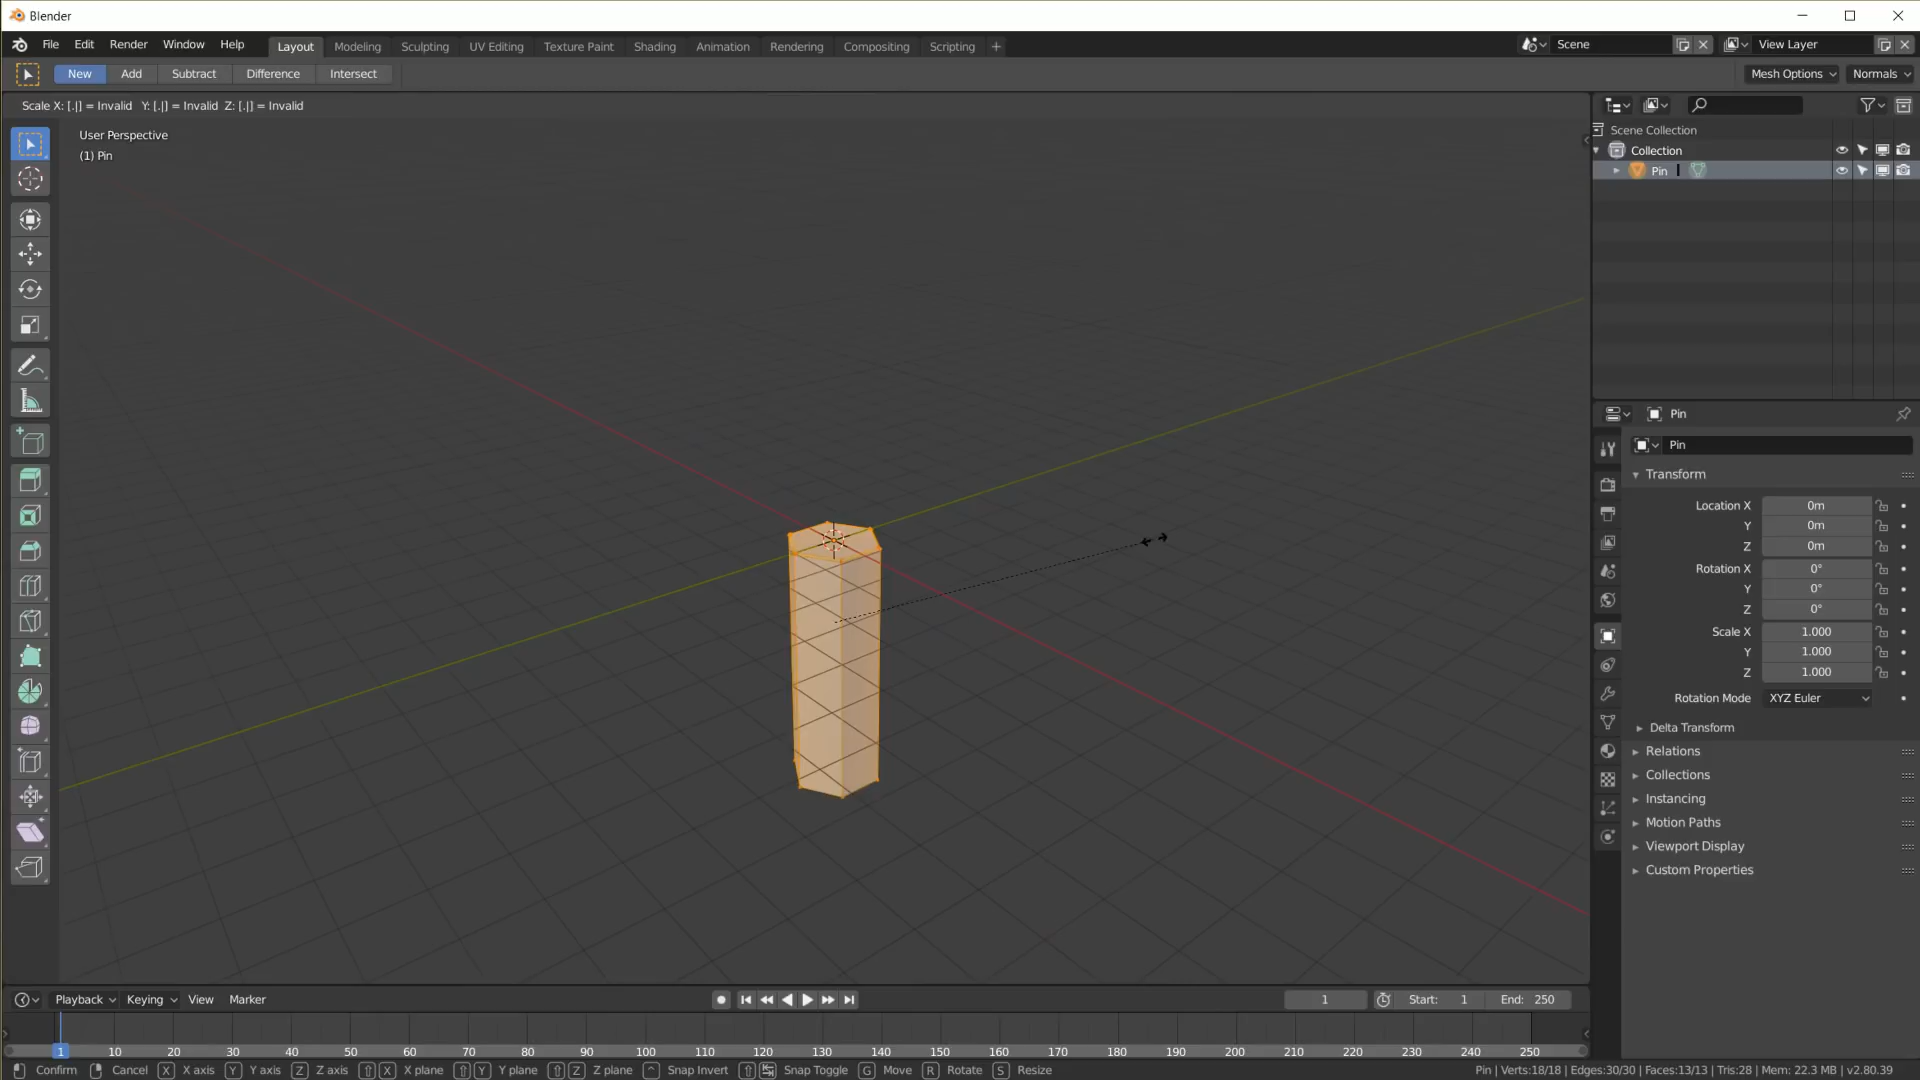 Blender
File Edit Render Window Help Layout Modeling Sculpting UV Editing Texture Paint Shading Animation Rendering Compositing Scripting + Scene View Layer
New Add Subtract Difference Intersect Mesh Options Normals
Scale X: [.|] = Invalid Y: [.|] = Invalid Z: [.|] = Invalid
User Perspective
(1) Pin
Scene Collection
Collection
Pin
Pin
Pin
Transform
Location X 0m
Y 0m
Z 0m
Rotation X 0°
Y 0°
Z 0°
Scale X 1.000
Y 1.000
Z 1.000
Rotation Mode XYZ Euler
Delta Transform
Relations
Collections
Instancing
Motion Paths
Viewport Display
Custom Properties
Playback Keying View Marker 1 Start: 1 End: 250
1 10 20 30 40 50 60 70 80 90 100 110 120 130 140 150 160 170 180 190 200 210 220 230 240 250
Confirm Cancel X X axis Y Y axis Z Z axis X X plane Y Y plane Z Z plane ^ Snap Invert Snap Toggle G Move R Rotate S Resize Pin | Verts:18/18 | Edges:30/30 | Faces:13/13 | Tris:28 | Mem: 22.3 MB | v2.80.39